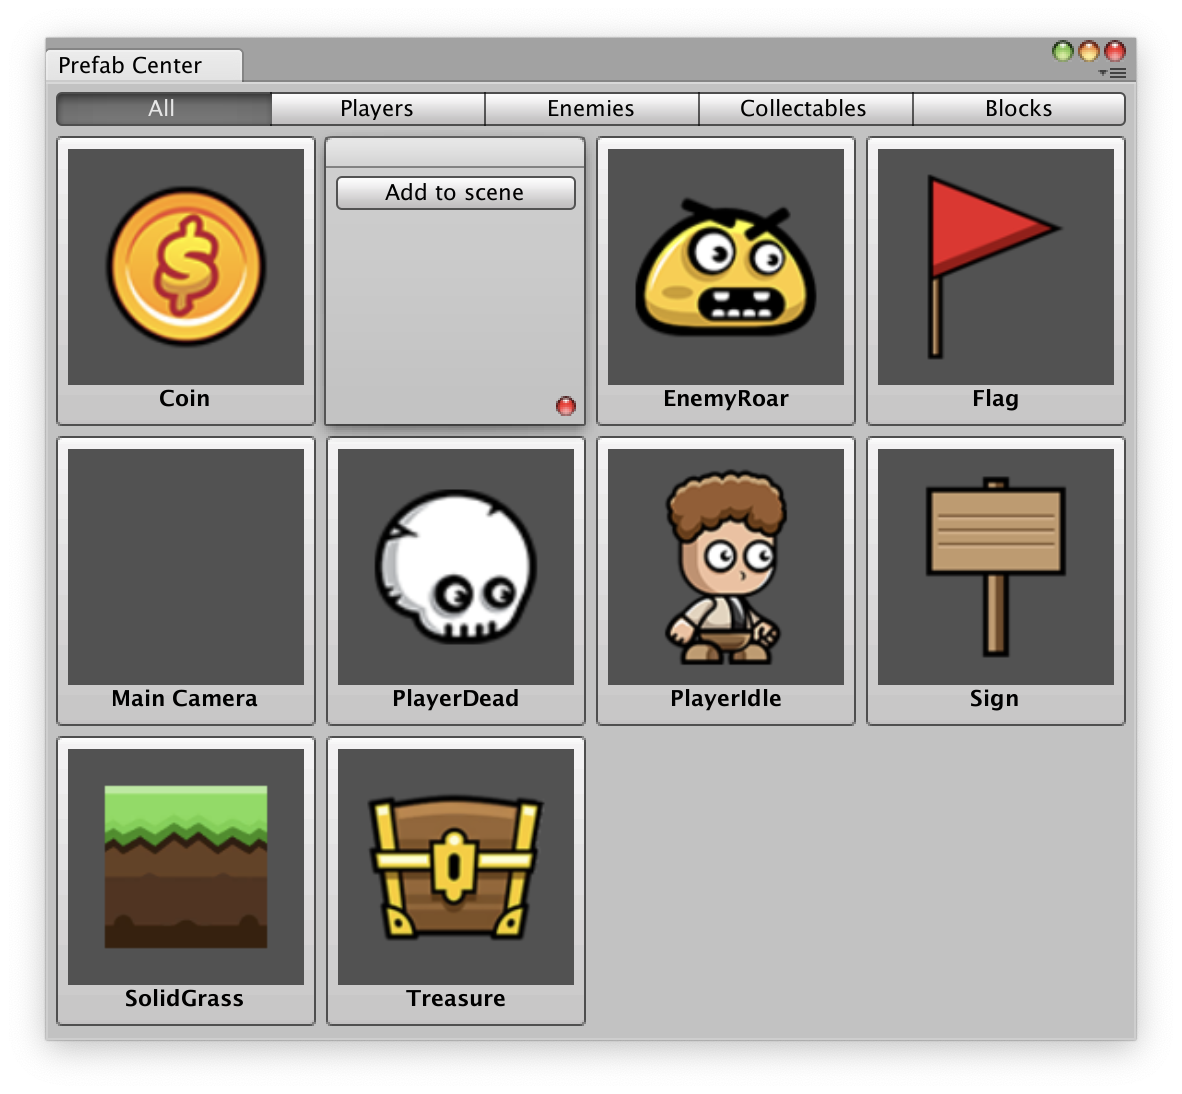 Prefab Center
All
Players
Enemies
Collectables
Blocks
Coin
Add to scene
EnemyRoar
Flag
Main Camera
PlayerDead
PlayerIdle
Sign
SolidGrass
Treasure